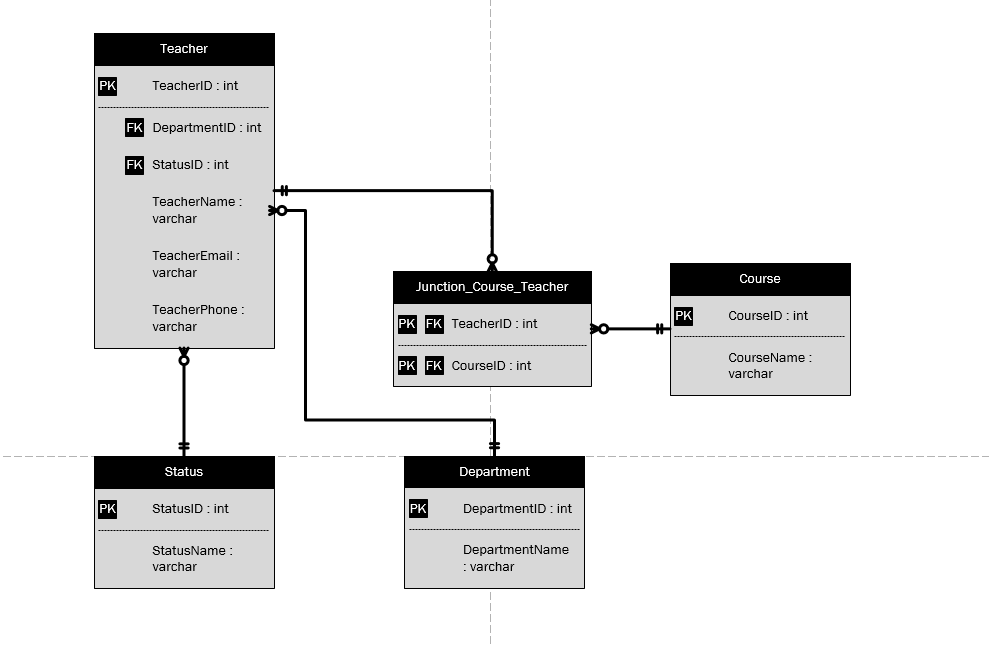 Teacher
PK TeacherID : int
FK DepartmentID : int
FK StatusID : int
TeacherName :
varchar
TeacherEmail :
varchar
TeacherPhone :
varchar
Junction_Course_Teacher
PK FK TeacherID : int
PK FK CourseID : int
Course
PK CourseID : int
CourseName :
varchar
Status
PK StatusID : int
StatusName :
varchar
Department
PK DepartmentID : int
DepartmentName
: varchar